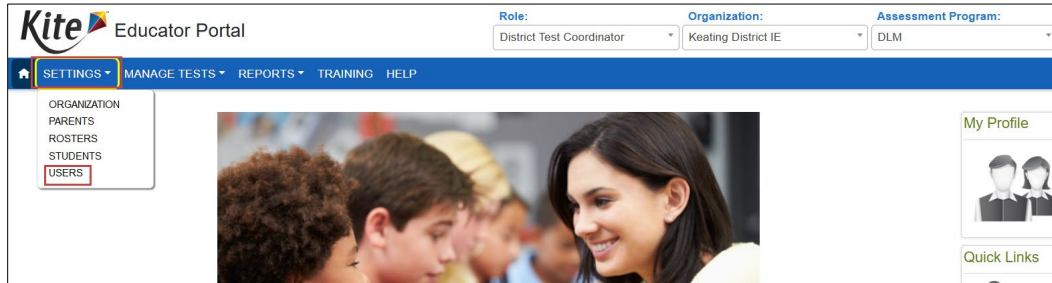 Kite Educator Portal
Role: Organization: Assessment Program:
District Test Coordinator Keating District IE DLM
SETTINGS MANAGE TESTS REPORTS TRAINING HELP
ORGANIZATION
PARENTS
ROSTERS
STUDENTS
USERS
My Profile
Quick Links